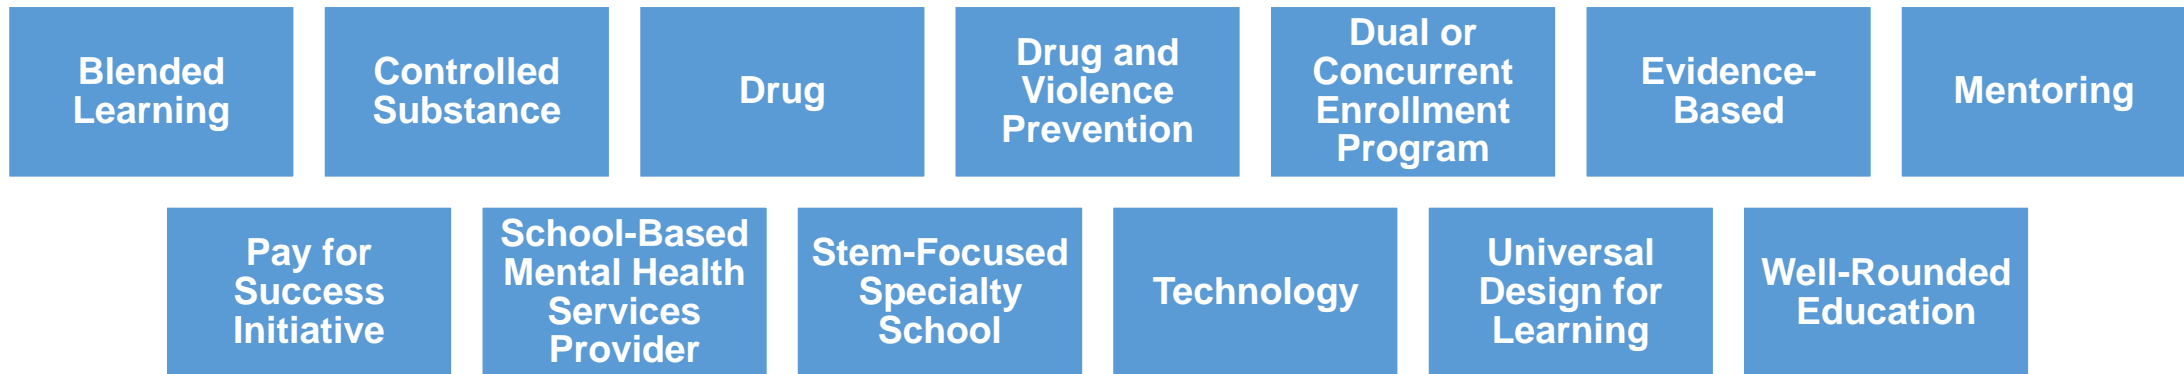 Blended
Learning
Controlled
Substance
Drug
Drug and
Violence
Prevention
Dual or
Concurrent
Enrollment
Program
Evidence-
Based
Mentoring
Pay for
Success
Initiative
School-Based
Mental Health
Services
Provider
Stem-Focused
Specialty
School
Technology
Universal
Design for
Learning
Well-Rounded
Education